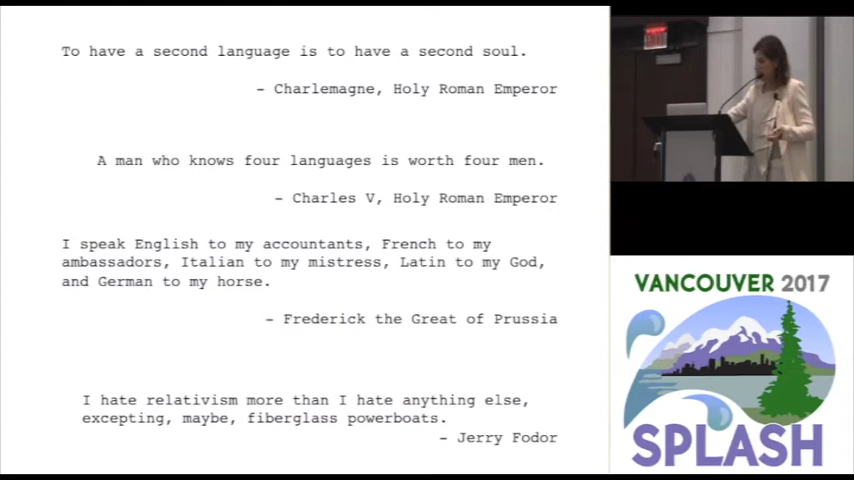 To have a second language is to have a second soul.
- Charlemagne, Holy Roman Emperor
A man who knows four languages is worth four men.
- Charles V, Holy Roman Emperor
I speak English to my accountants, French to my
ambassadors, Italian to my mistress, Latin to my God,
and German to my horse.
- Frederick the Great of Prussia
I hate relativism more than I hate anything else,
excepting, maybe, fiberglass powerboats.
- Jerry Fodor
VANCOUVER 2017
SPLASH